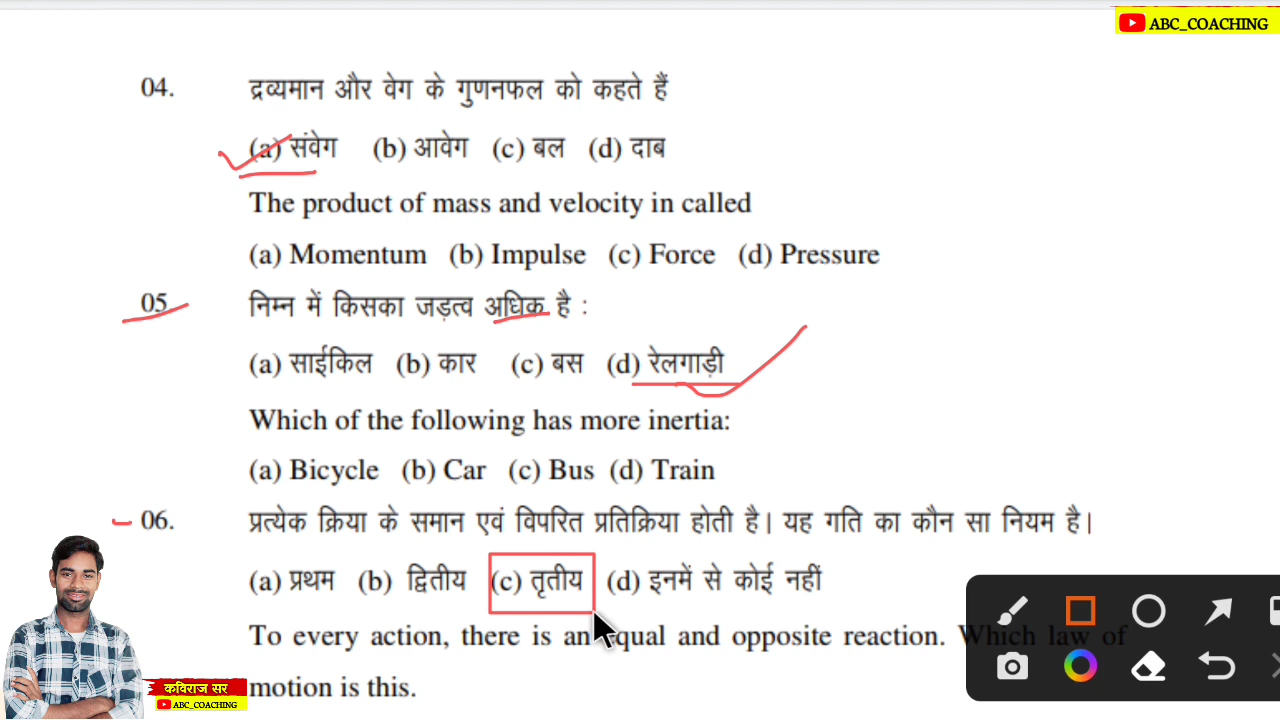 ABC_COACHING
04. द्रव्यमान और वेग के गुणनफल को कहते हैं
(a) संवेग (b) आवेग (c) बल (d) दाब
The product of mass and velocity in called
(a) Momentum (b) Impulse (c) Force (d) Pressure
05. निम्न में किसका जड़त्व अधिक है :
(a) साईकिल (b) कार (c) बस (d) रेलगाड़ी
Which of the following has more inertia:
(a) Bicycle (b) Car (c) Bus (d) Train
06. प्रत्येक क्रिया के समान एवं विपरित प्रतिक्रिया होती है। यह गति का कौन सा नियम है।
(a) प्रथम (b) द्वितीय (c) तृतीय (d) इनमें से कोई नहीं
To every action, there is an equal and opposite reaction. Which law of
motion is this.
कविराज सर
ABC_COACHING